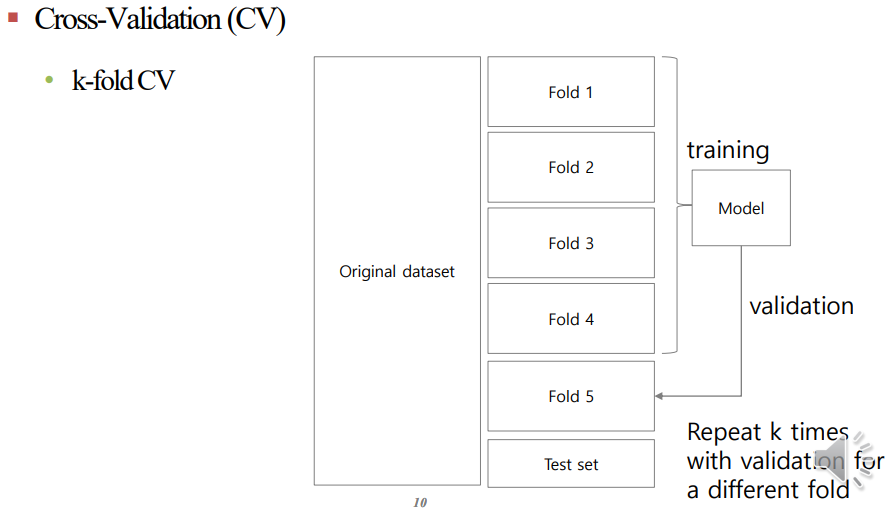 Cross-Validation (CV)
k-fold CV
Original dataset
Fold 1
Fold 2
Fold 3
Fold 4
Fold 5
Test set
training
Model
validation
Repeat k times
with validation for
a different fold
10